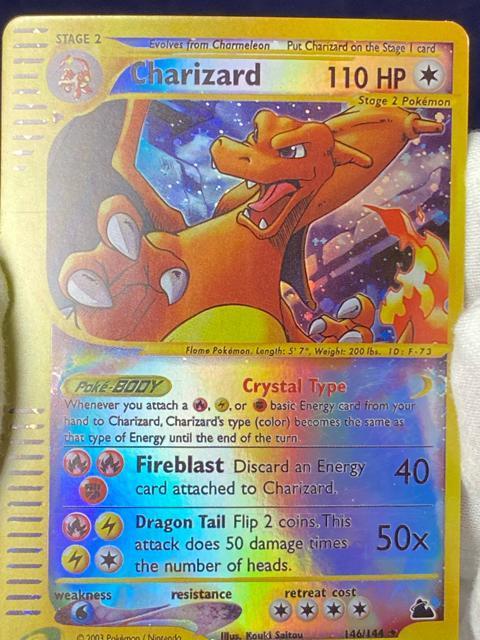 STAGE 2
Evolves from Charmeleon Put Charizard on the Stage 1 card
Charizard 110 HP
Stage 2 Pokémon
Flame Pokémon. Length: 5' 7", Weight: 200 lbs. ID: F-73
Poké-BODY Crystal Type
Whenever you attach a , , or basic Energy card from your
hand to Charizard, Charizard's type (color) becomes the same as
that type of Energy until the end of the turn.
Fireblast Discard an Energy 40
card attached to Charizard.
Dragon Tail Flip 2 coins. This 50x
attack does 50 damage times
the number of heads.
weakness resistance retreat cost
© 2003 Pokémon / Nintendo Illus. Kouki Saitou 146/144